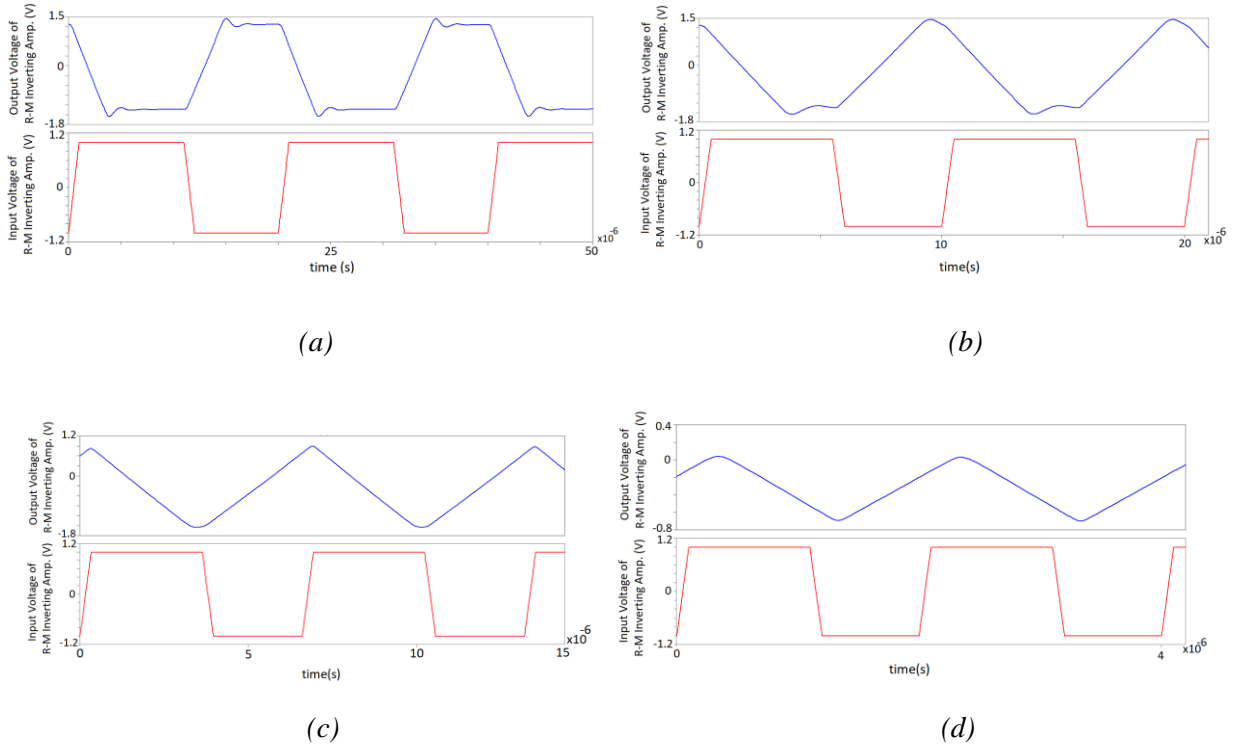 Output Voltage of
R-M Inverting Amp. (V)
1.5
0
-1.8
Input Voltage of
R-M Inverting Amp. (V)
1.2
0
-1.2
0
25
50
x10^-6
time (s)
(a)
Output Voltage of
R-M Inverting Amp. (V)
1.5
0
-1.8
Input Voltage of
R-M Inverting Amp. (V)
1.2
0
-1.2
0
10
20
x10^-6
time(s)
(b)
Output Voltage of
R-M Inverting Amp. (V)
1.2
0
-1.8
Input Voltage of
R-M Inverting Amp. (V)
1.2
0
-1.2
0
5
10
15
x10^-6
time(s)
(c)
Output Voltage of
R-M Inverting Amp. (V)
0.4
0
-0.8
Input Voltage of
R-M Inverting Amp. (V)
1.2
0
-1.2
0
4
x10^-6
time(s)
(d)